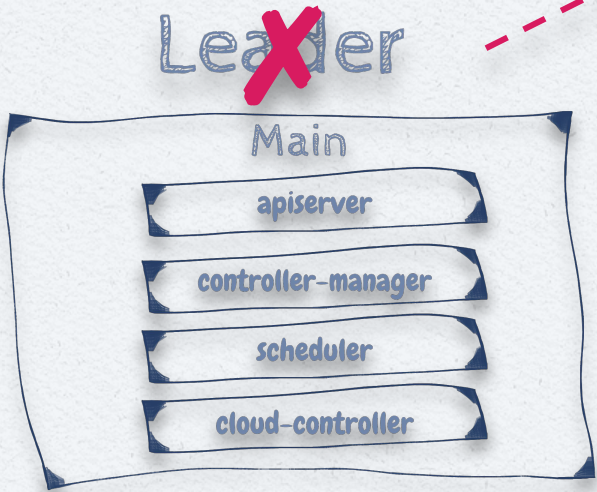 Leader
Main
apiserver
controller-manager
scheduler
cloud-controller